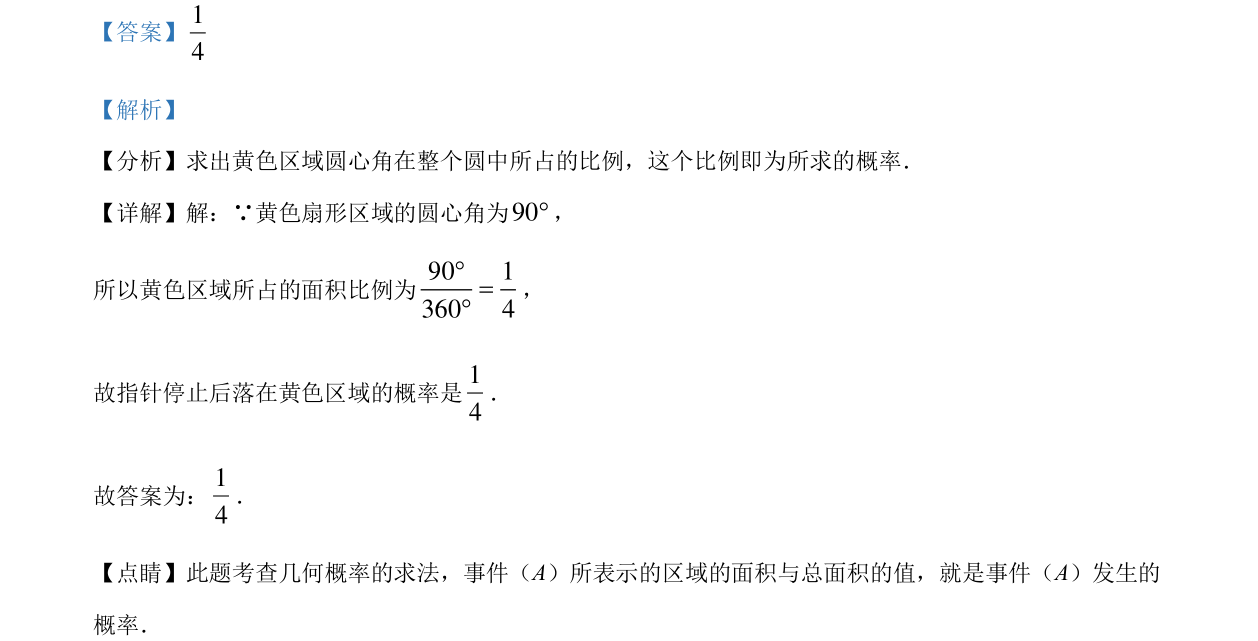 【答案】$\frac{1}{4}$
【解析】
【分析】求出黄色区域圆心角在整个圆中所占的比例，这个比例即为所求的概率．
【详解】解：∵黄色扇形区域的圆心角为90°，
所以黄色区域所占的面积比例为$\frac{90°}{360°}=\frac{1}{4}$，
故指针停止后落在黄色区域的概率是$\frac{1}{4}$．
故答案为：$\frac{1}{4}$．
【点睛】此题考查几何概率的求法，事件（A）所表示的区域的面积与总面积的值，就是事件（A）发生的
概率．